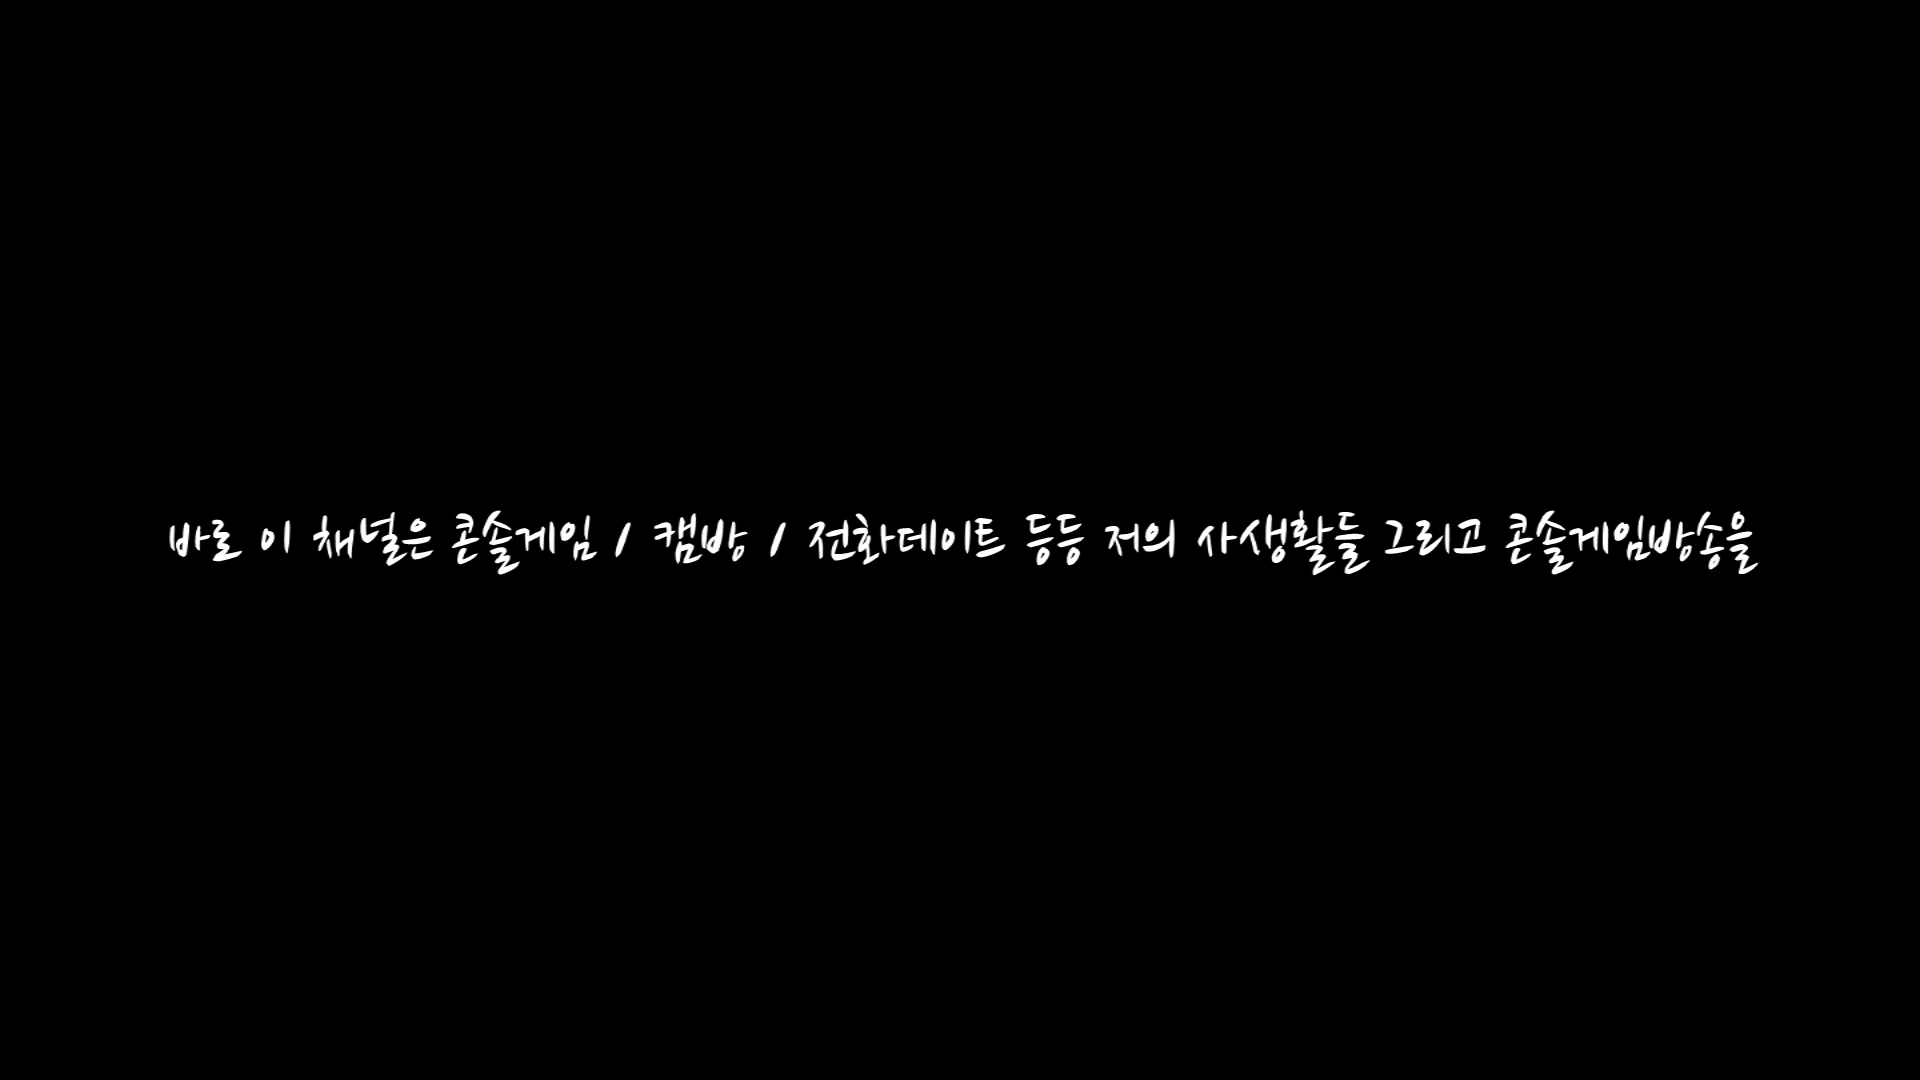 바로 이 채널은 콘솔게임 / 캠방 / 전화데이트 등등 저의 사생활들 그리고 콘솔게임방송을